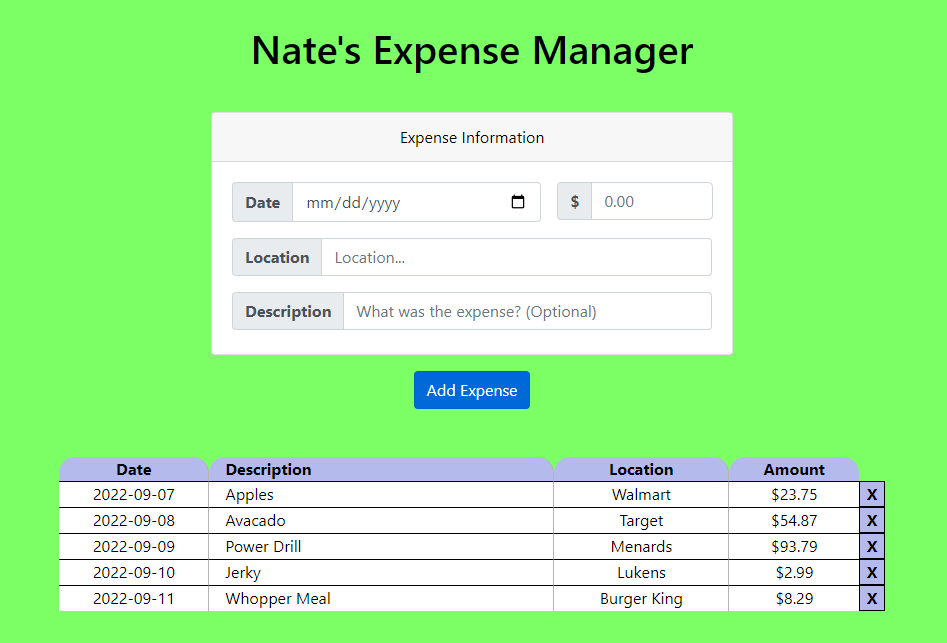 Nate's Expense Manager
Expense Information
Date mm/dd/yyyy $ 0.00
Location Location...
Description What was the expense? (Optional)
Add Expense
Date Description Location Amount
2022-09-07 Apples Walmart $23.75 X
2022-09-08 Avacado Target $54.87 X
2022-09-09 Power Drill Menards $93.79 X
2022-09-10 Jerky Lukens $2.99 X
2022-09-11 Whopper Meal Burger King $8.29 X